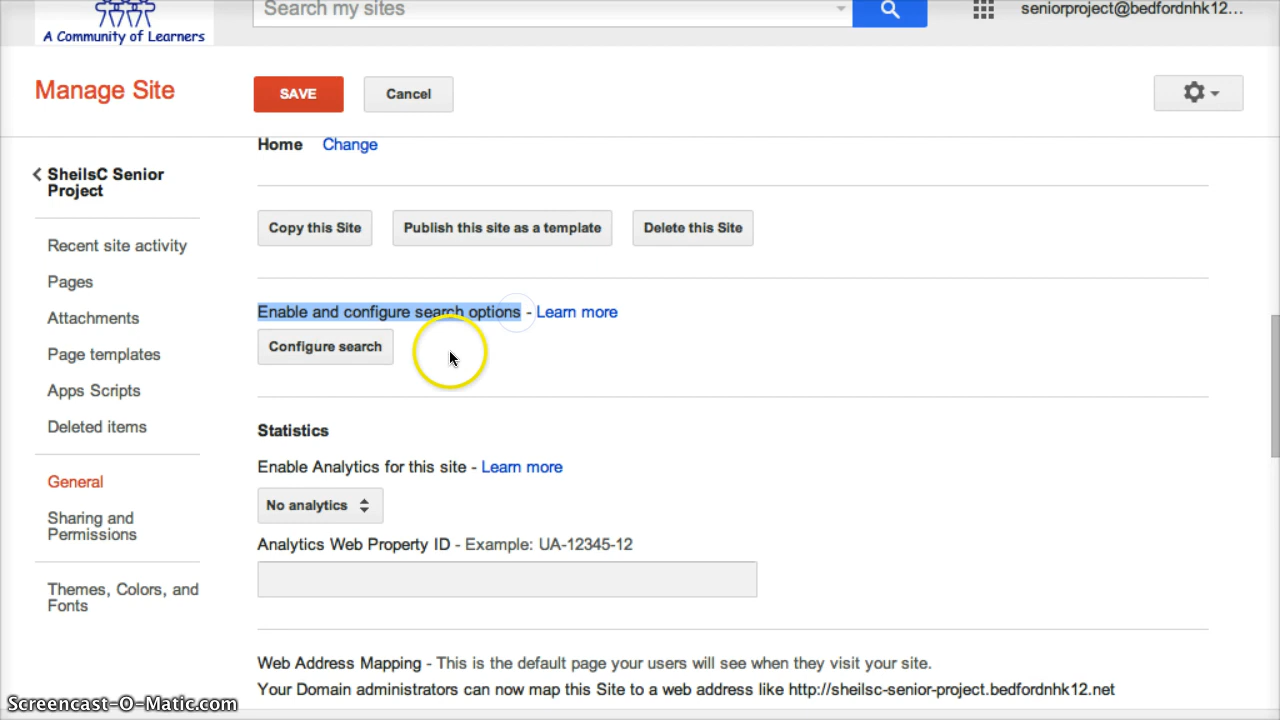 Search my sites
seniorproject@bedfordnhk12...
A Community of Learners
Manage Site
SAVE
Cancel
Home Change
SheilsC Senior
Project
Recent site activity
Pages
Attachments
Page templates
Apps Scripts
Deleted items
General
Sharing and
Permissions
Themes, Colors, and
Fonts
Copy this Site
Publish this site as a template
Delete this Site
Enable and configure search options - Learn more
Configure search
Statistics
Enable Analytics for this site - Learn more
No analytics
Analytics Web Property ID - Example: UA-12345-12
Web Address Mapping - This is the default page your users will see when they visit your site.
Your Domain administrators can now map this Site to a web address like http://sheilsc-senior-project.bedfordnhk12.net
Screencast-O-Matic.com